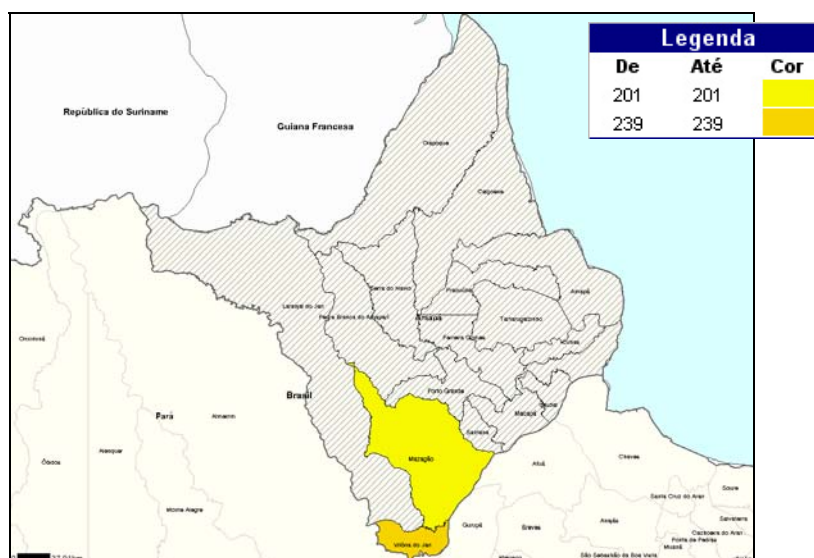 Legenda
De Até Cor
201 201
239 239
República do Suriname
Guiana Francesa
Oiapoque
Calçoene
Serra do Navio
Pracuúba
Amapá
Laranjal do Jari
Pedra Branca do Amapari
Amapá
Tartarugalzinho
Ferreira Gomes
Oriximiná
Brasil
Porto Grande
Pará
Almeirim
Macapá
Santana
Mazagão
Afuá
Chaves
Óbidos
Alenquer
Monte Alegre
Santa Cruz do Arari
Soure
Salvaterra
Gurupá
Breves
Anajás
Cachoeira do Arari
Ponta de Pedras
Muaná
Vitória do Jari
São Sebastião da Boa Vista